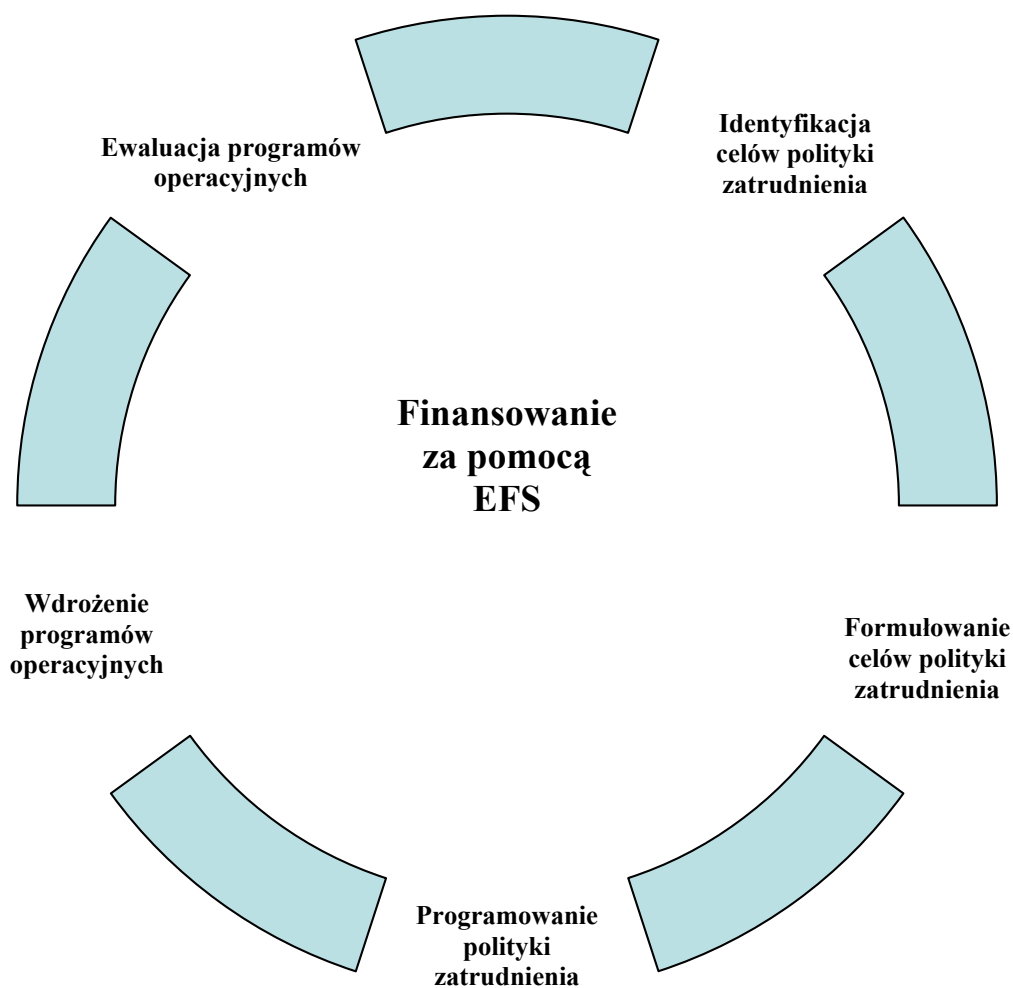 Ewaluacja programów
operacyjnych
Identyfikacja
celów polityki
zatrudnienia
Finansowanie
za pomocą
EFS
Wdrożenie
programów
operacyjnych
Formułowanie
celów polityki
zatrudnienia
Programowanie
polityki
zatrudnienia